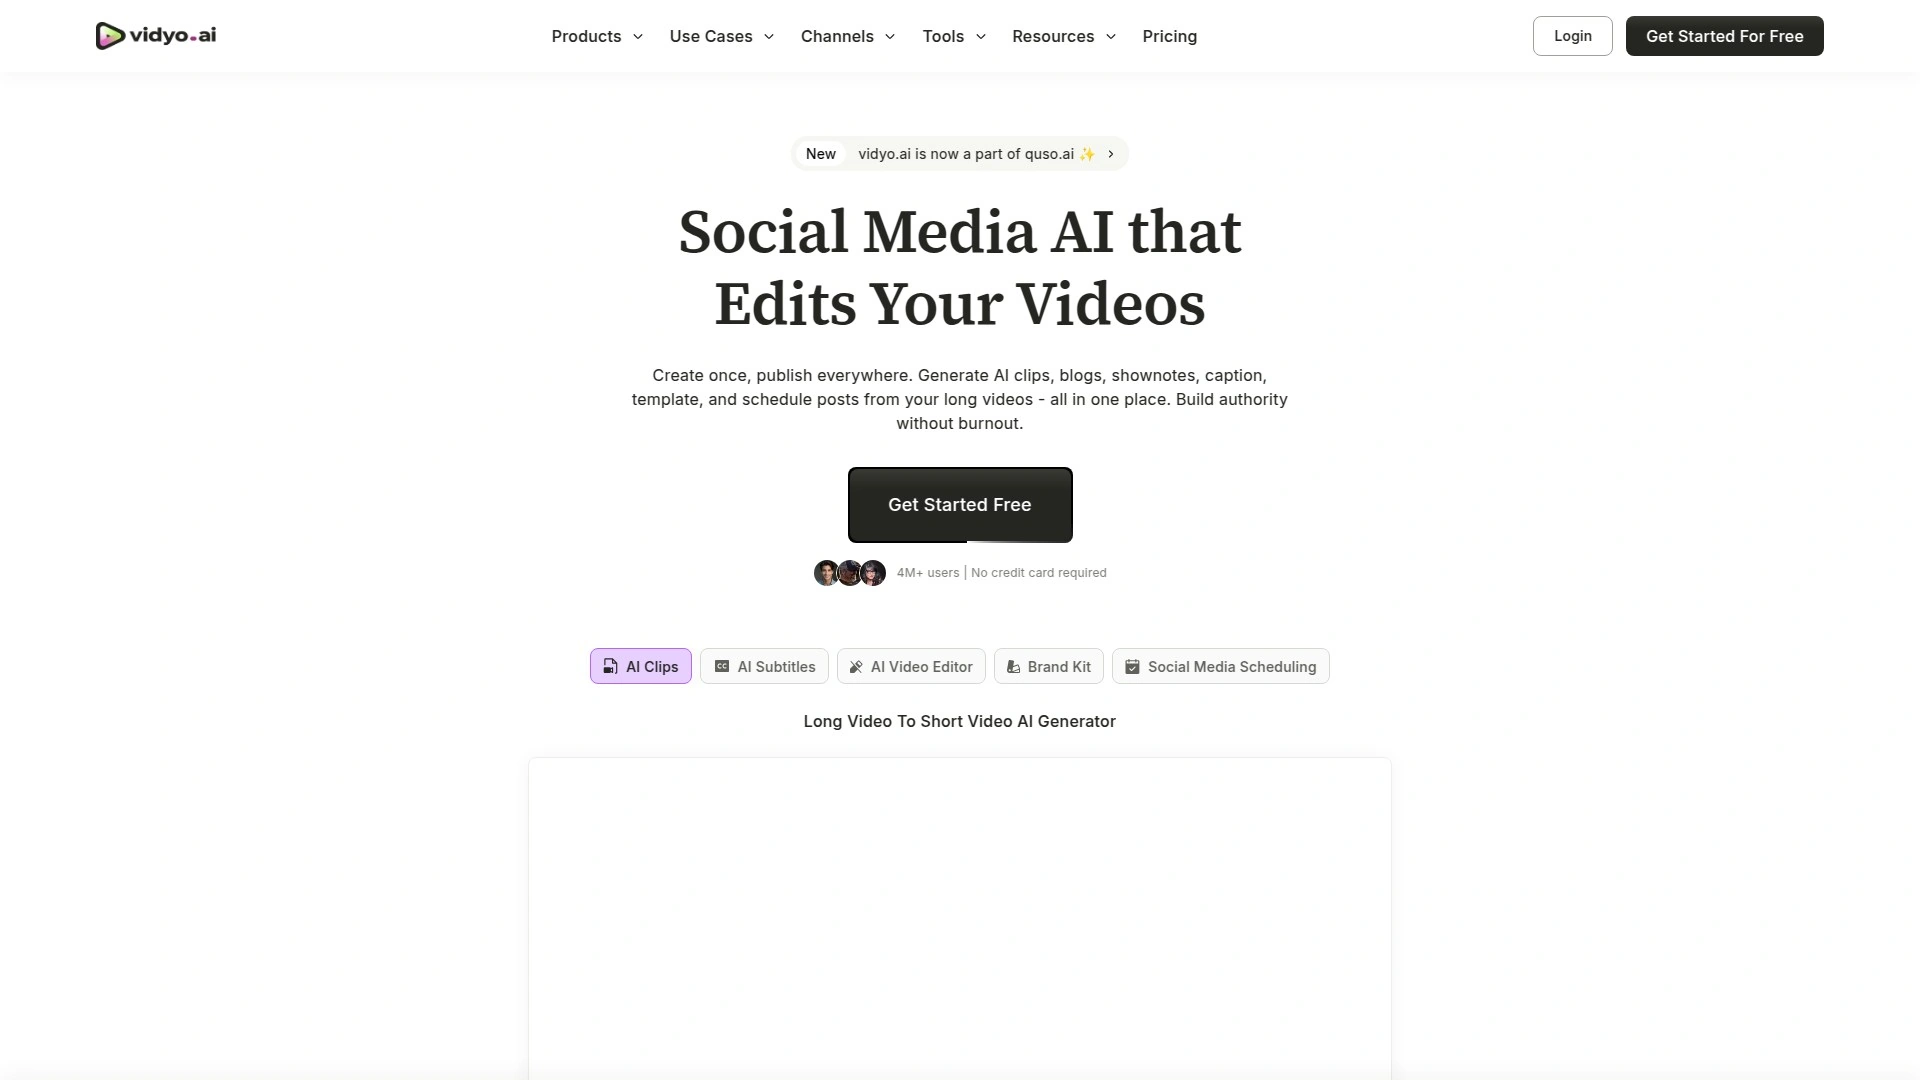 vidyo.ai
Products
Use Cases
Channels
Tools
Resources
Pricing
Login
Get Started For Free
New
vidyo.ai is now a part of quso.ai ✨
Social Media AI that
Edits Your Videos
Create once, publish everywhere. Generate AI clips, blogs, shownotes, caption,
template, and schedule posts from your long videos - all in one place. Build authority
without burnout.
Get Started Free
4M+ users | No credit card required
AI Clips
CC
AI Subtitles
AI Video Editor
Brand Kit
Social Media Scheduling
Long Video To Short Video AI Generator